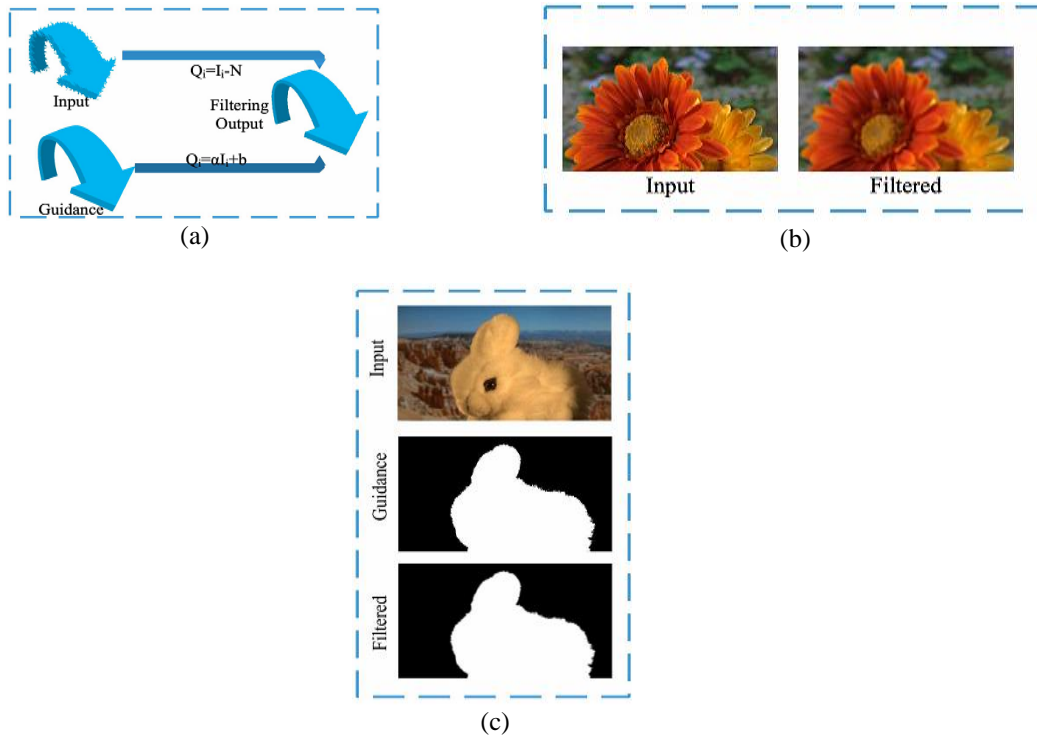 Qᵢ=Iᵢ-N
Input
Filtering
Output
Qᵢ=αIᵢ+b
Guidance
(a)
Input
Filtered
(b)
Input
Guidance
Filtered
(c)